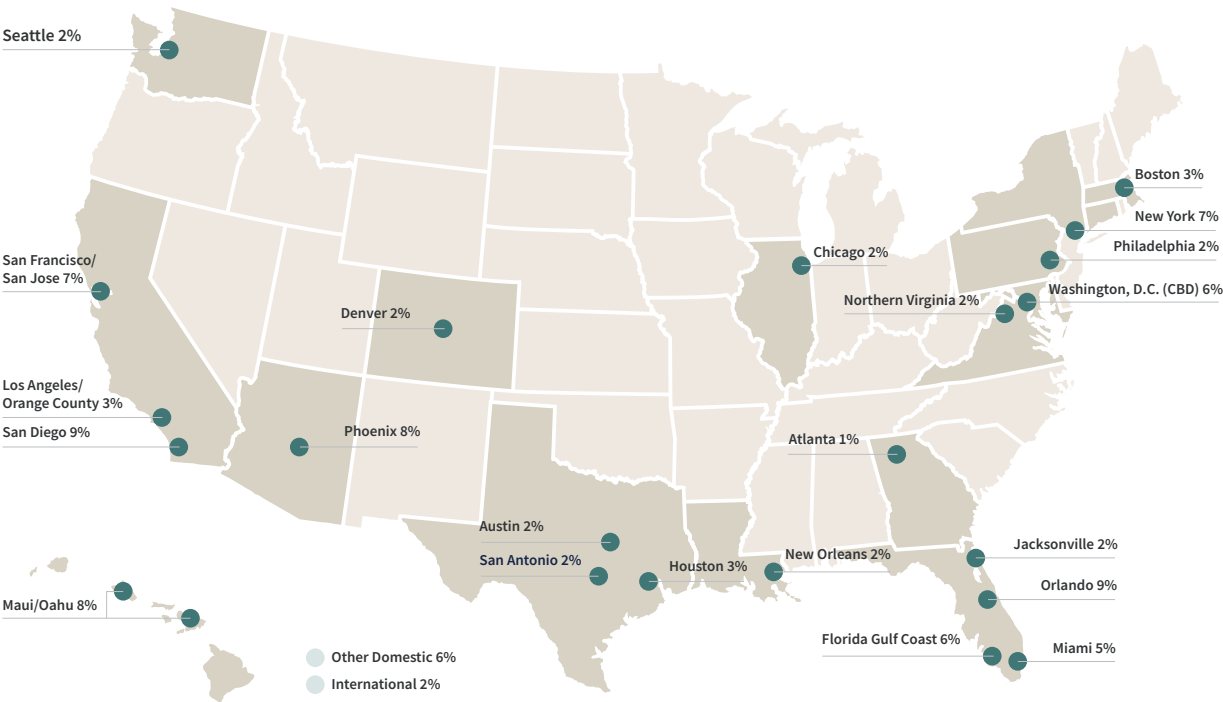 Seattle 2%
Boston 3%
New York 7%
Philadelphia 2%
Chicago 2%
San Francisco/
San Jose 7%
Washington, D.C. (CBD) 6%
Northern Virginia 2%
Denver 2%
Los Angeles/
Orange County 3%
San Diego 9%
Phoenix 8%
Atlanta 1%
Austin 2%
San Antonio 2%
Houston 3%
New Orleans 2%
Jacksonville 2%
Orlando 9%
Maui/Oahu 8%
Florida Gulf Coast 6%
Miami 5%
Other Domestic 6%
International 2%